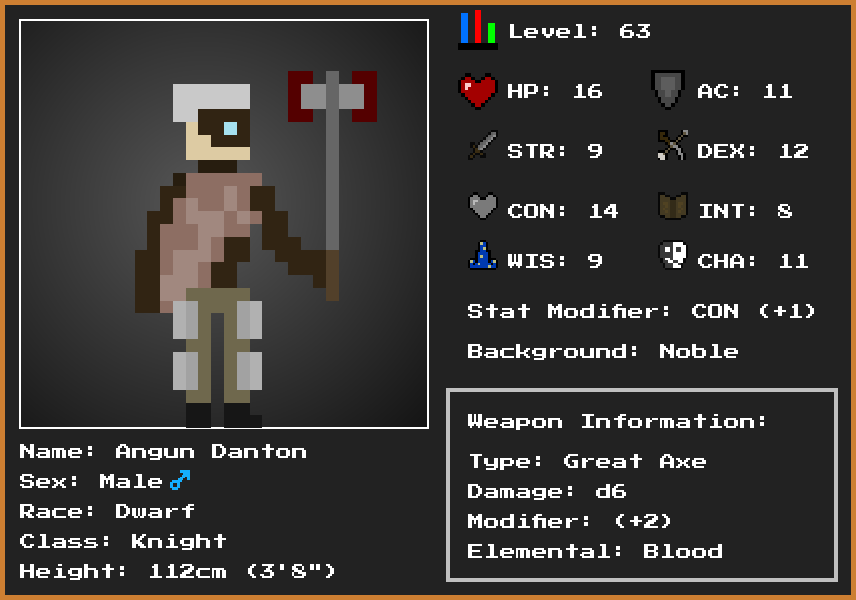 Level: 63
HP: 16 AC: 11
STR: 9 DEX: 12
CON: 14 INT: 8
WIS: 9 CHA: 11
Stat Modifier: CON (+1)
Background: Noble
Weapon Information:
Type: Great Axe
Damage: d6
Modifier: (+2)
Elemental: Blood
Name: Angun Danton
Sex: Male ♂
Race: Dwarf
Class: Knight
Height: 112cm (3'8")